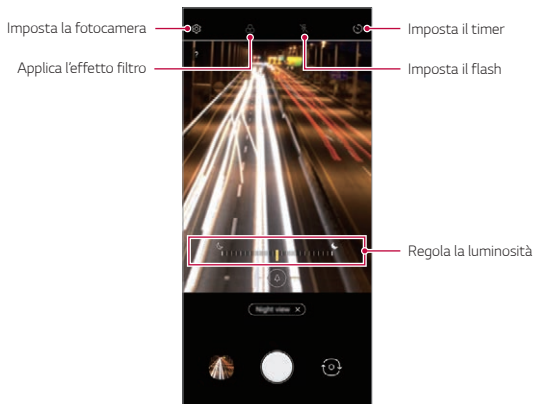 Imposta la fotocamera
Imposta il timer
Applica l'effetto filtro
Imposta il flash
Regola la luminosità
Night view ×